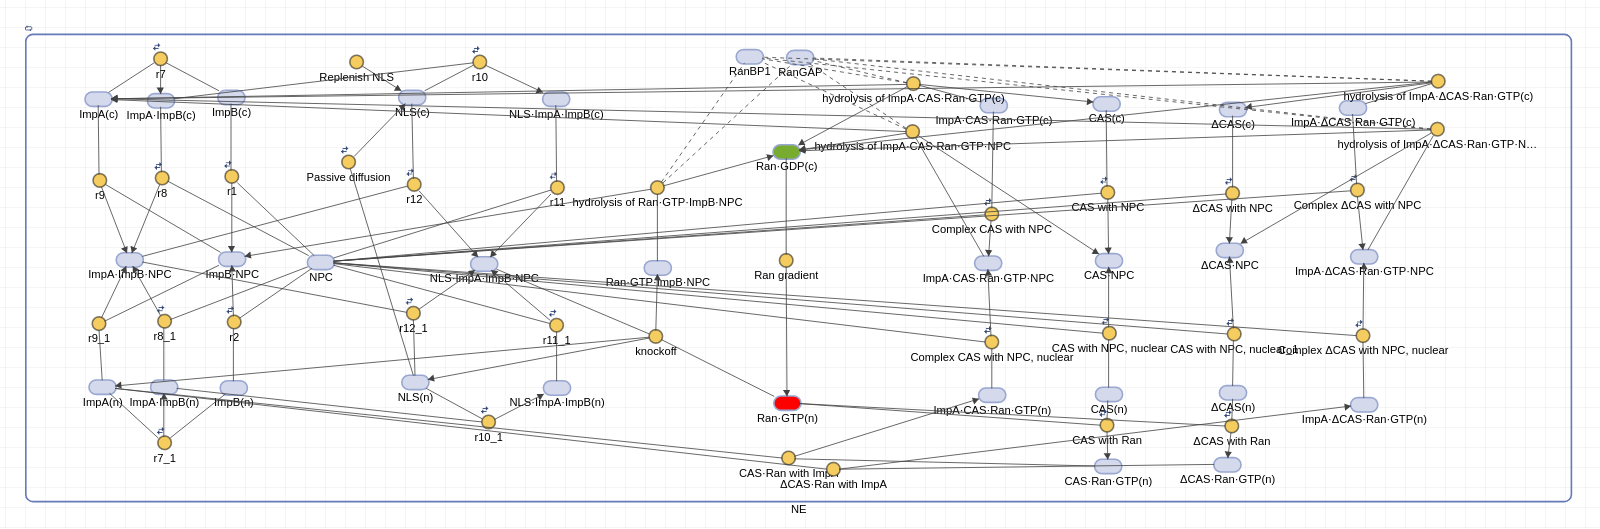 r7
Replenish NLS
r10
RanBP1
RanGAP
hydrolysis of ImpA·CAS·Ran·GTP(c)
hydrolysis of ImpA·ΔCAS·Ran·GTP(c)
ImpA(c)
ImpA·ImpB(c)
ImpB(c)
NLS(c)
NLS·ImpA·ImpB(c)
ImpA·CAS·Ran·GTP(c)
CAS(c)
ΔCAS(c)
ImpA·ΔCAS·Ran·GTP(c)
hydrolysis of ImpA·CAS·Ran·GTP·NPC
hydrolysis of ImpA·ΔCAS·Ran·GTP·N…
Ran·GDP(c)
Passive diffusion
r9
r8
r1
r12
r11
hydrolysis of Ran·GTP·ImpB·NPC
CAS with NPC
ΔCAS with NPC
Complex ΔCAS with NPC
Complex CAS with NPC
ImpA·ImpB·NPC
ImpB·NPC
NPC
NLS·ImpA·ImpB·NPC
Ran·GTP·ImpB·NPC
Ran gradient
ImpA·CAS·Ran·GTP·NPC
CAS·NPC
ΔCAS·NPC
ImpA·ΔCAS·Ran·GTP·NPC
r9_1
r8_1
r2
r12_1
r11_1
knockoff
Complex CAS with NPC, nuclear
CAS with NPC, nuclear
CAS with NPC, nuclear_1
Complex ΔCAS with NPC, nuclear
ImpA(n)
ImpA·ImpB(n)
ImpB(n)
NLS(n)
NLS·ImpA·ImpB(n)
Ran·GTP(n)
ImpA·CAS·Ran·GTP(n)
CAS(n)
ΔCAS(n)
ImpA·ΔCAS·Ran·GTP(n)
r7_1
r10_1
CAS with Ran
ΔCAS with Ran
CAS·Ran with ImpA
ΔCAS·Ran with ImpA
CAS·Ran·GTP(n)
ΔCAS·Ran·GTP(n)
NE